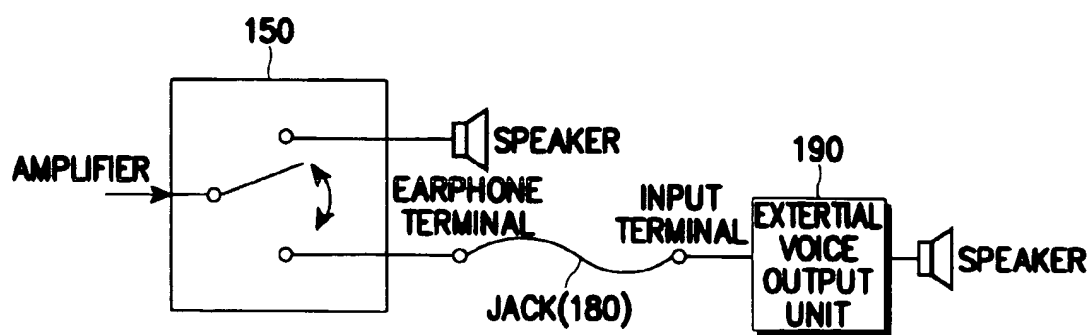 150
SPEAKER
AMPLIFIER
EARPHONE
TERMINAL
INPUT
TERMINAL
190
EXTERTIAL
VOICE
OUTPUT
UNIT
SPEAKER
JACK(180)